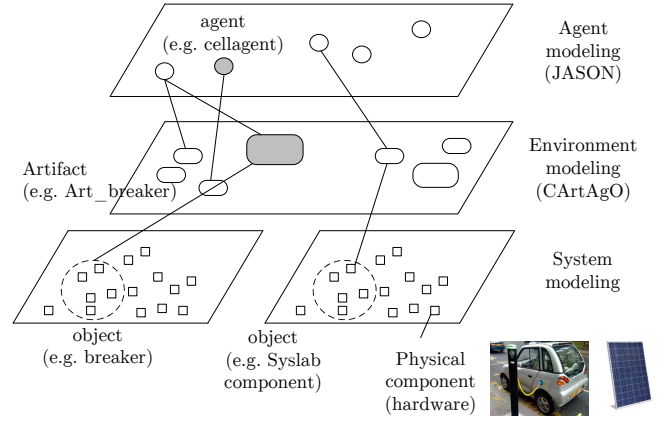 agent
(e.g. cellagent)
Agent
modeling
(JASON)
Artifact
(e.g. Art_breaker)
Environment
modeling
(CArtAgO)
System
modeling
object
(e.g. breaker)
object
(e.g. Syslab
component)
Physical
component
(hardware)